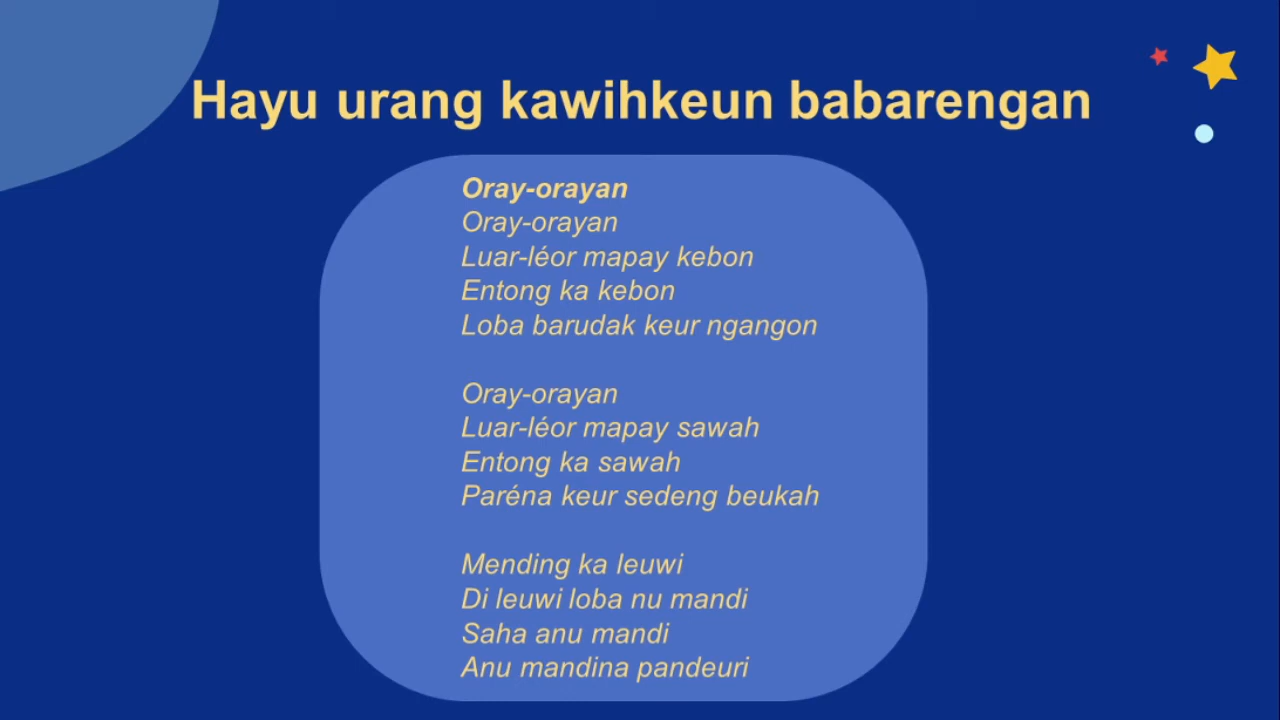 Hayu urang kawihkeun babarengan
Oray-orayan
Oray-orayan
Luar-léor mapay kebon
Entong ka kebon
Loba barudak keur ngangon
Oray-orayan
Luar-léor mapay sawah
Entong ka sawah
Paréna keur sedeng beukah
Mending ka leuwi
Di leuwi loba nu mandi
Saha anu mandi
Anu mandina pandeuri